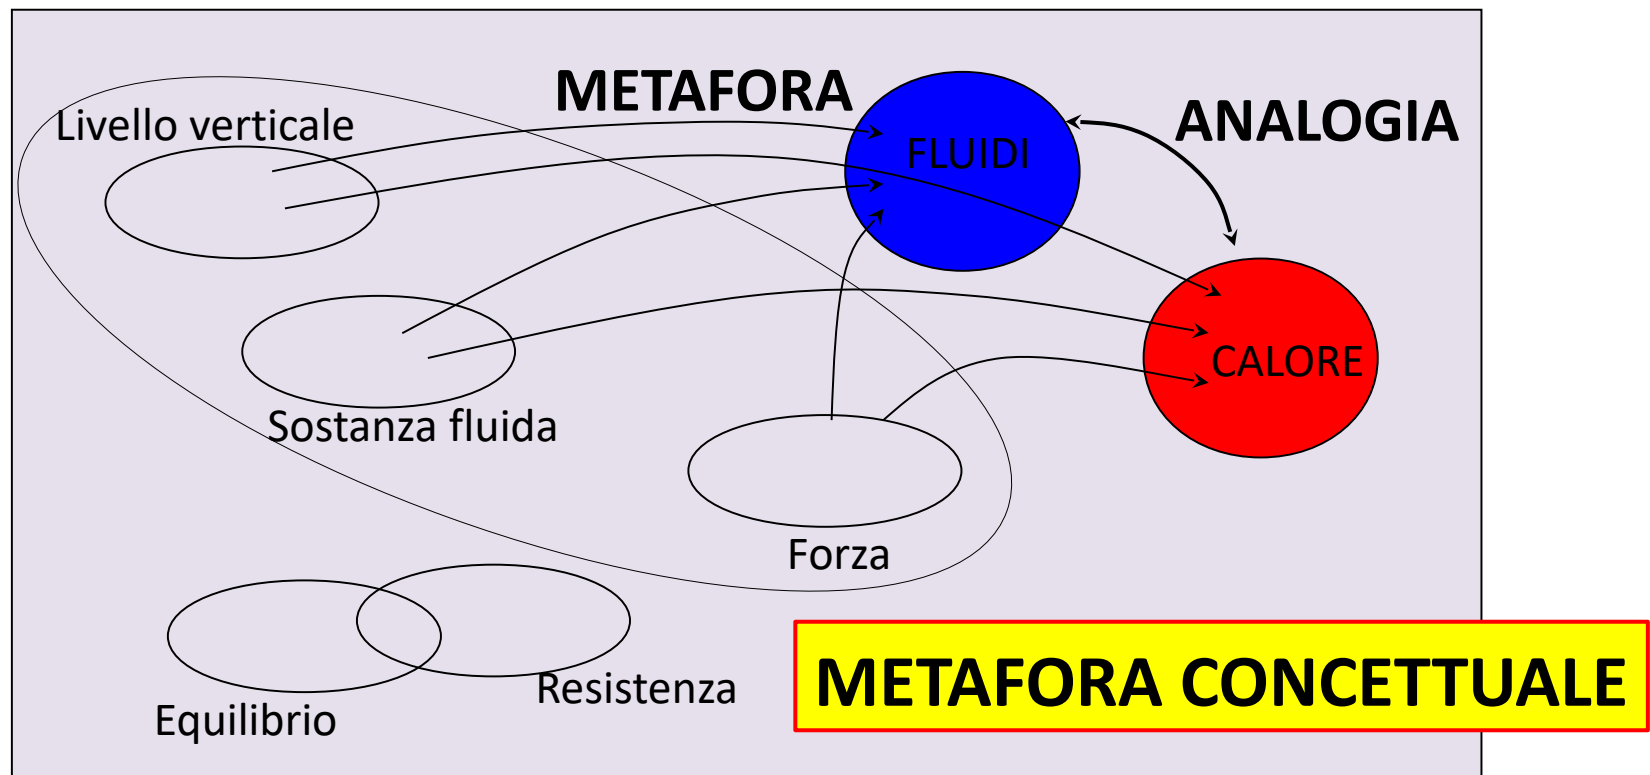 METAFORA
ANALOGIA
Livello verticale
FLUIDI
CALORE
Sostanza fluida
Forza
Resistenza
METAFORA CONCETTUALE
Equilibrio